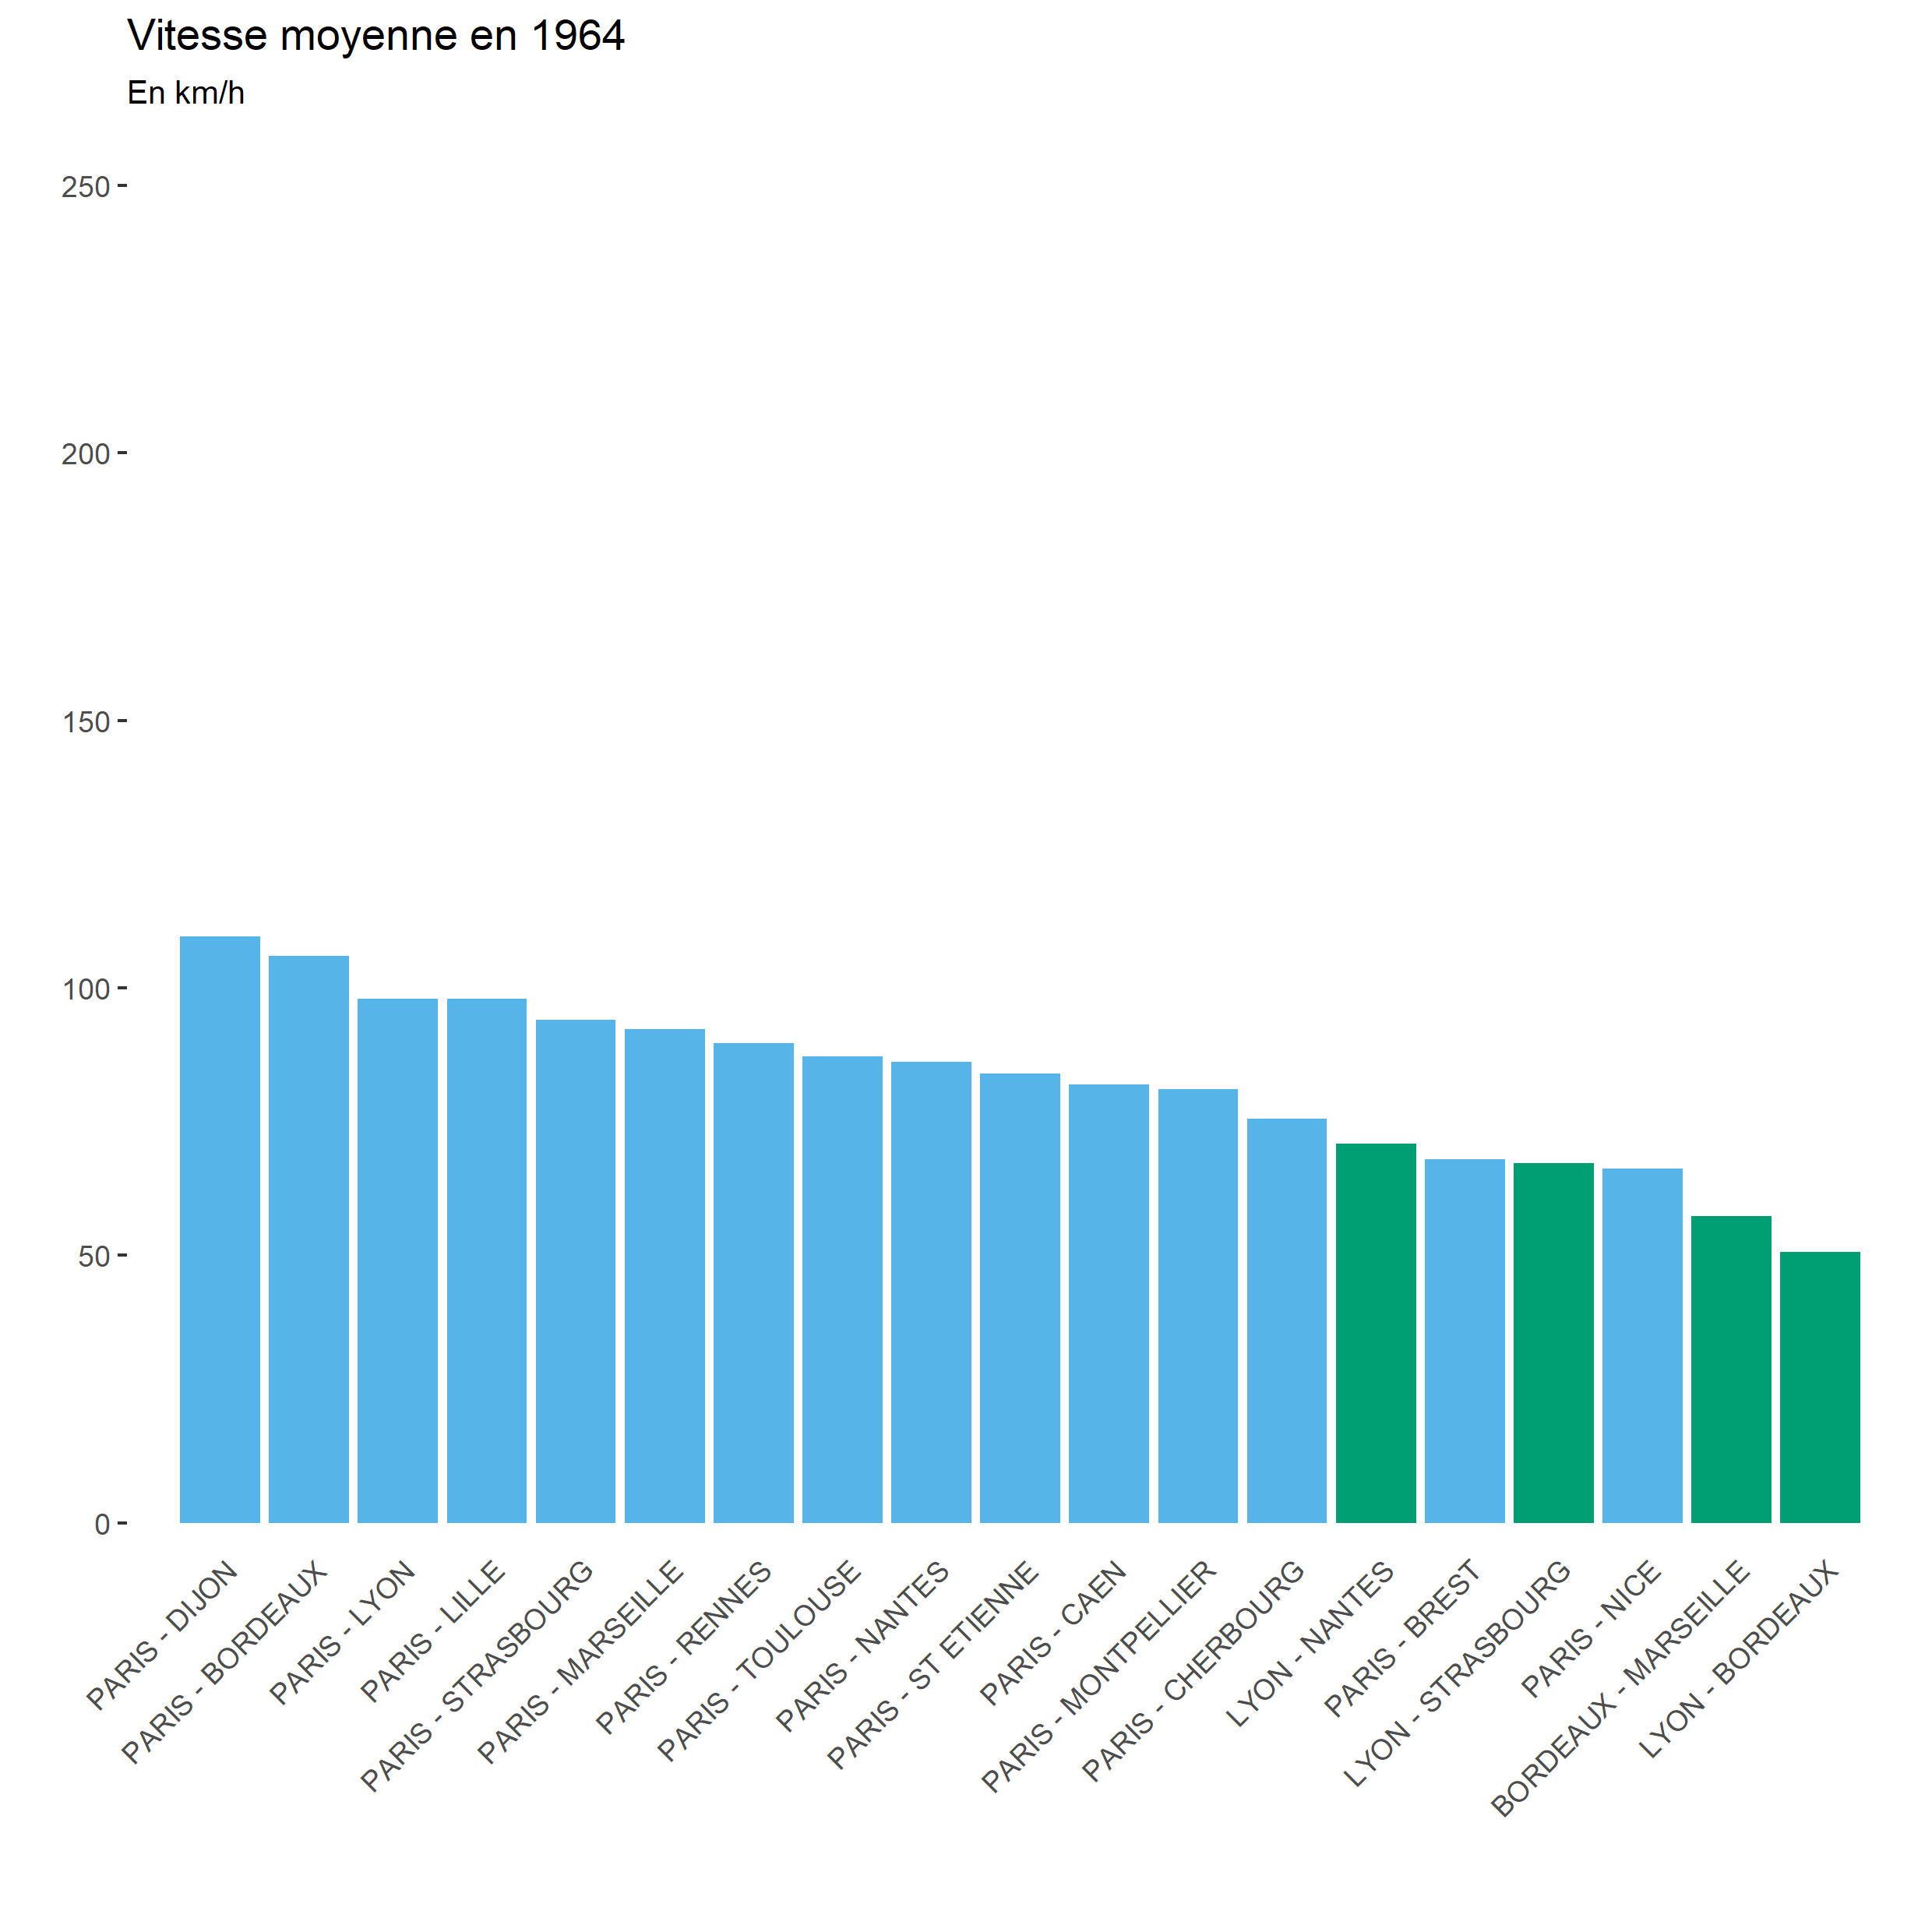 Vitesse moyenne en 1964
En km/h
250
200
150
100
50
0
PARIS - DIJON
PARIS - BORDEAUX
PARIS - LYON
PARIS - LILLE
PARIS - STRASBOURG
PARIS - MARSEILLE
PARIS - RENNES
PARIS - TOULOUSE
PARIS - NANTES
PARIS - ST ETIENNE
PARIS - CAEN
PARIS - MONTPELLIER
PARIS - CHERBOURG
LYON - NANTES
PARIS - BREST
LYON - STRASBOURG
PARIS - NICE
BORDEAUX - MARSEILLE
LYON - BORDEAUX